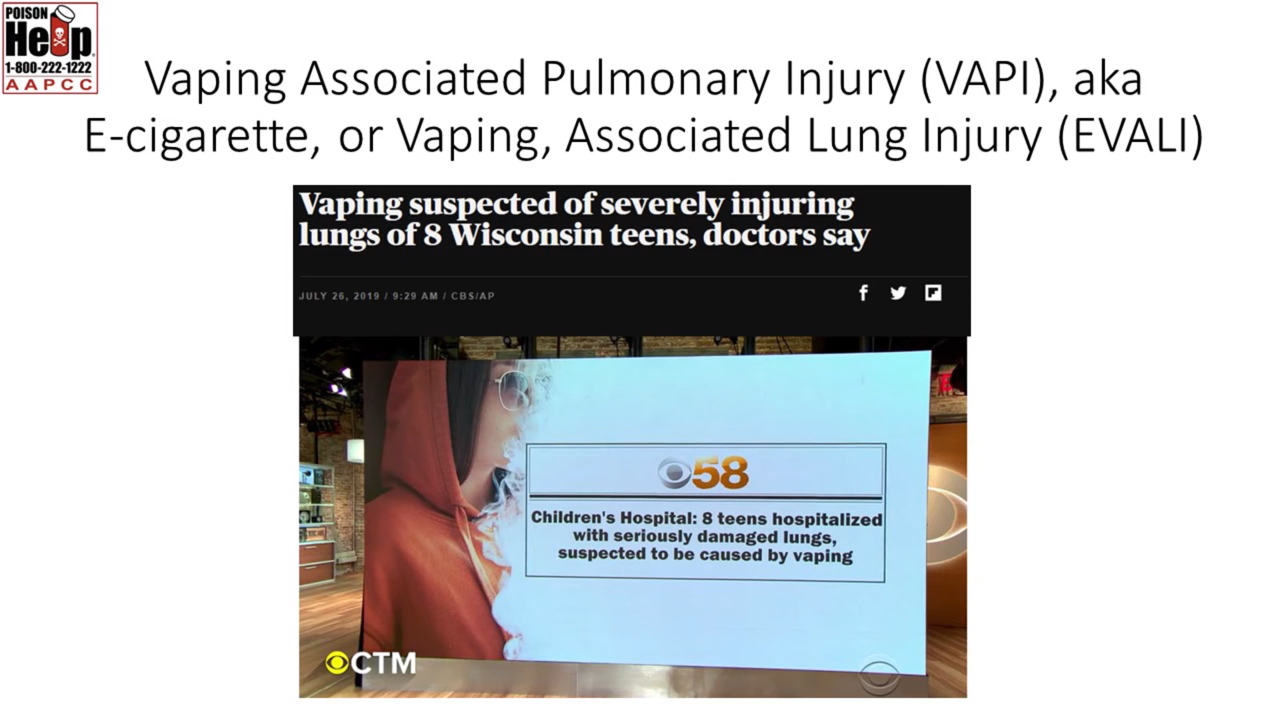 POISON
Help
1-800-222-1222
AAPCC
Vaping Associated Pulmonary Injury (VAPI), aka
E-cigarette, or Vaping, Associated Lung Injury (EVALI)
Vaping suspected of severely injuring
lungs of 8 Wisconsin teens, doctors say
JULY 26, 2019 / 9:29 AM / CBS/AP
58
Children's Hospital: 8 teens hospitalized
with seriously damaged lungs,
suspected to be caused by vaping
CTM